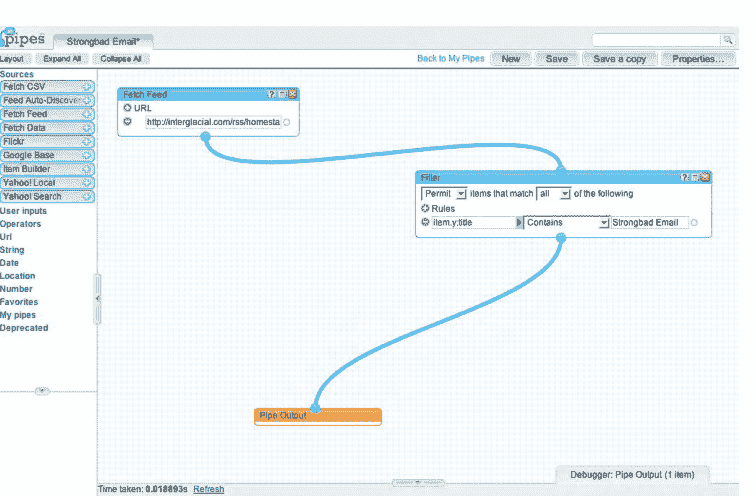 pipes
Strongbad Email*
Layout Expand All Collapse All
Back to My Pipes New Save Save a copy Properties...
Sources
Fetch CSV
Feed Auto-Discover
Fetch Feed
Fetch Data
Flickr
Google Base
Item Builder
Yahoo! Local
Yahoo! Search
User inputs
Operators
Url
String
Date
Location
Number
Favorites
My pipes
Deprecated
Fetch Feed
URL
http://interglacial.com/rss/homesta
Filter
Permit items that match all of the following
Rules
item.y:title Contains Strongbad Email
Pipe Output
Debugger: Pipe Output (1 item)
Time taken: 0.018893s Refresh